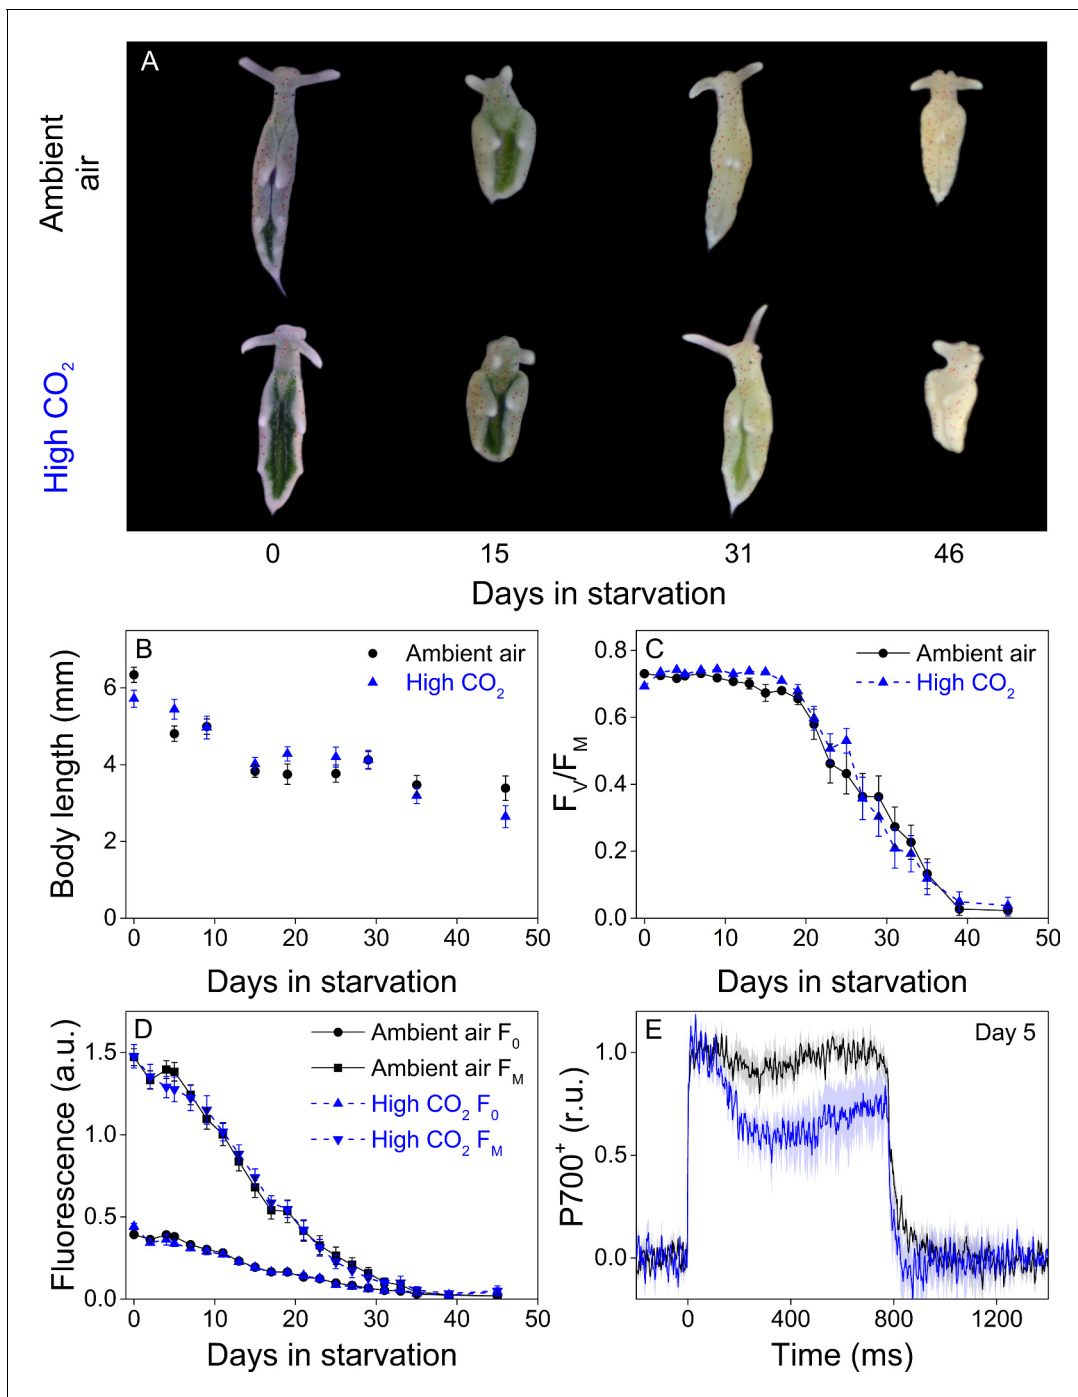 A
Ambient
air
High CO₂
0 15 31 46
Days in starvation
B
Ambient air
High CO₂
Body length (mm)
6
4
2
0
0 10 20 30 40 50
Days in starvation
C
Ambient air
High CO₂
Fᵥ/F_M
0.8
0.6
0.4
0.2
0.0
0 10 20 30 40 50
Days in starvation
D
Ambient air F₀
Ambient air F_M
High CO₂ F₀
High CO₂ F_M
Fluorescence (a.u.)
1.5
1.0
0.5
0.0
0 10 20 30 40 50
Days in starvation
E
Day 5
P700⁺ (r.u.)
1.0
0.5
0.0
0 400 800 1200
Time (ms)